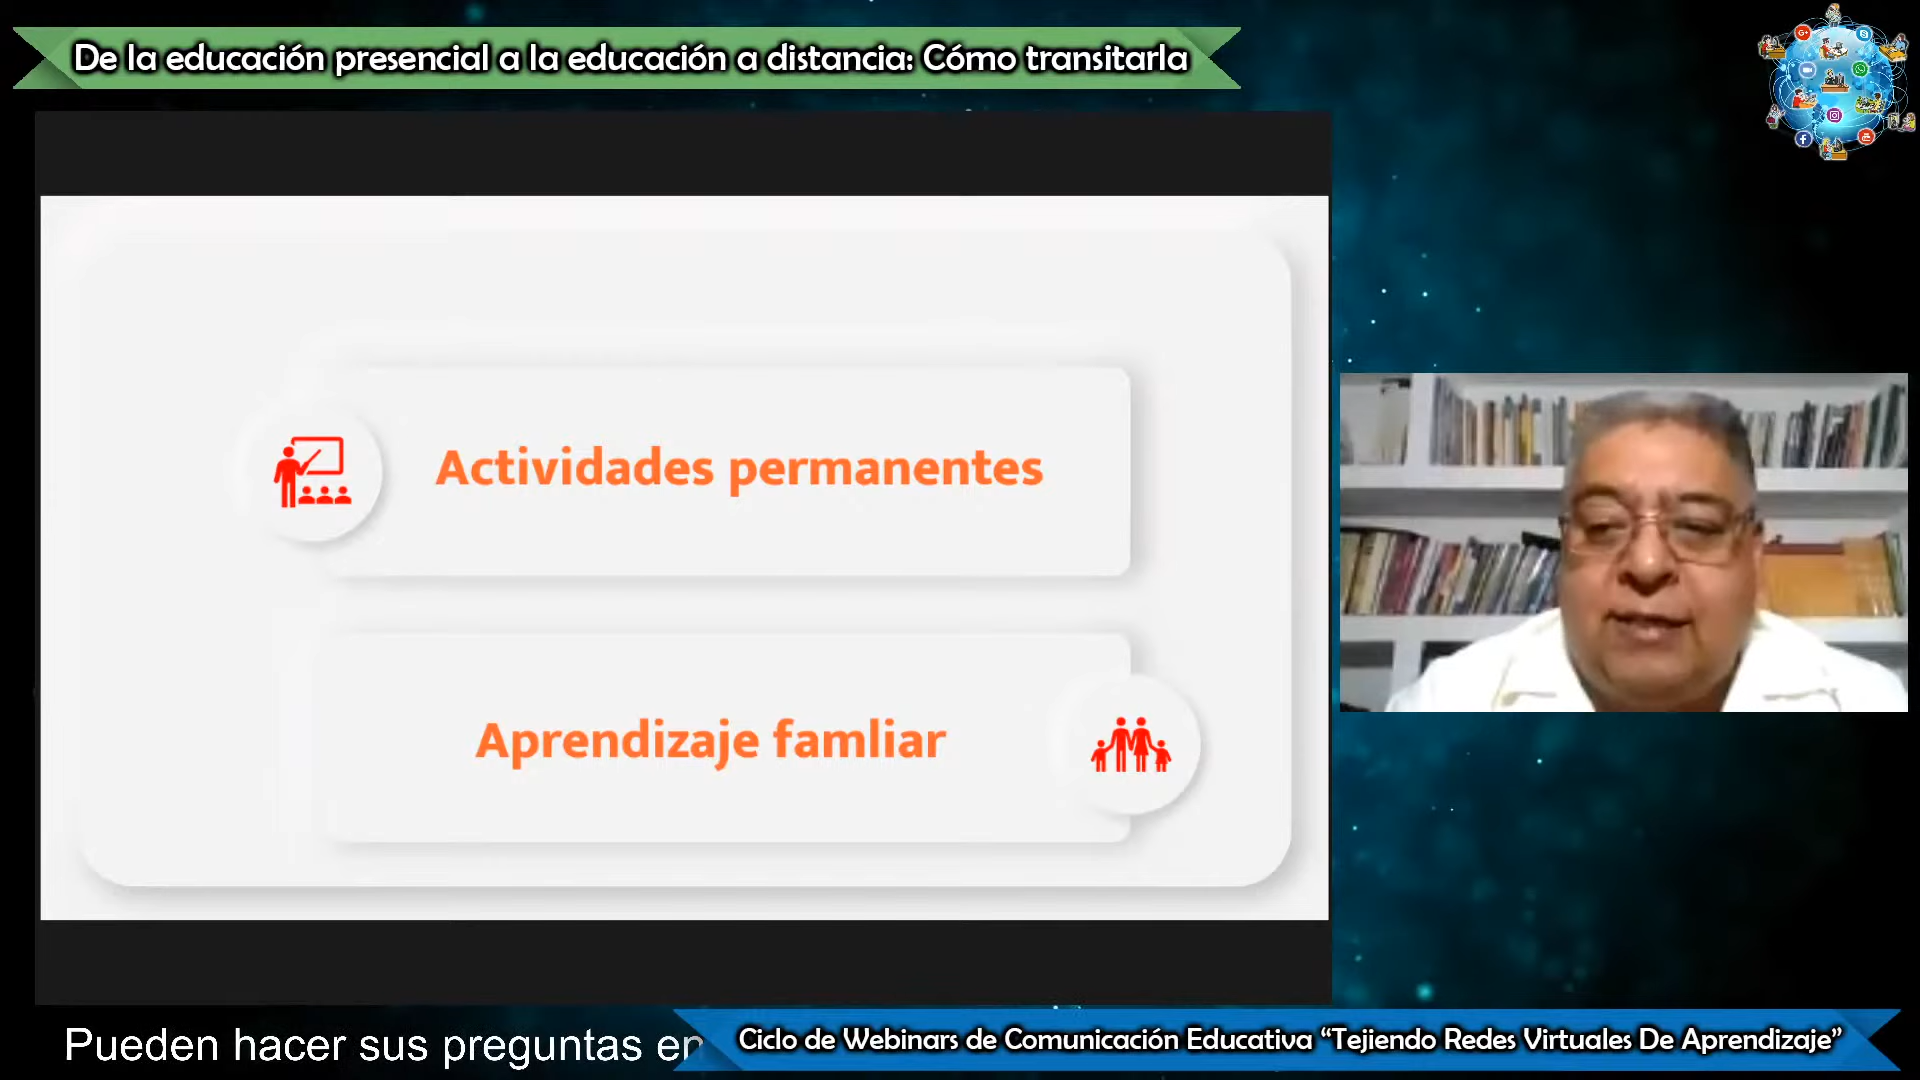 De la educación presencial a la educación a distancia: Cómo transitarla
Actividades permanentes
Aprendizaje famliar
Pueden hacer sus preguntas en
Ciclo de Webinars de Comunicación Educativa “Tejiendo Redes Virtuales De Aprendizaje”